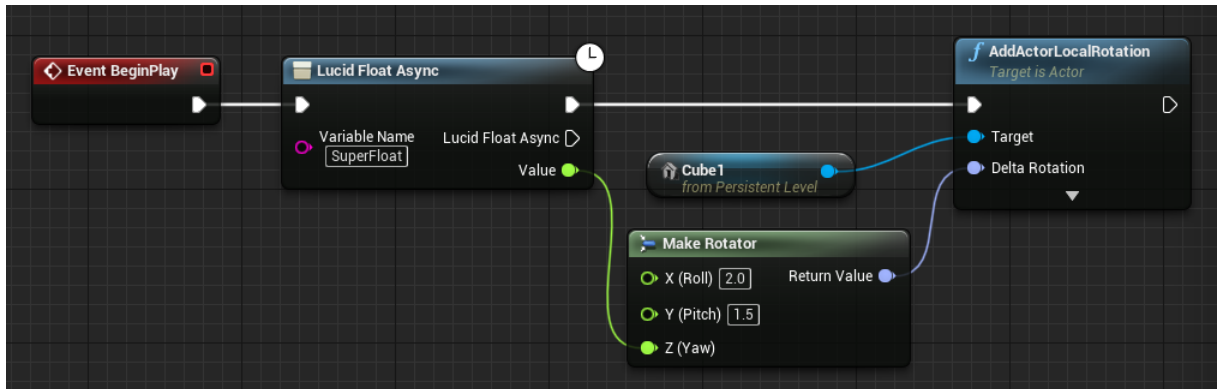 Event BeginPlay
Lucid Float Async
Variable Name
SuperFloat
Lucid Float Async
Value
Cube1
from Persistent Level
Make Rotator
X (Roll) 2.0
Return Value
Y (Pitch) 1.5
Z (Yaw)
AddActorLocalRotation
Target is Actor
Target
Delta Rotation